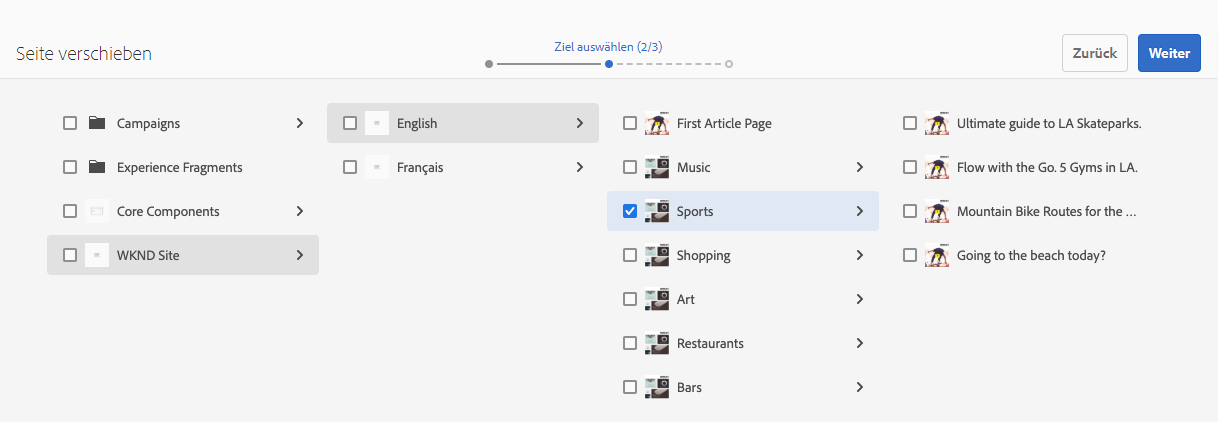 Ziel auswählen (2/3)
Seite verschieben
Zurück
Weiter
Campaigns
Experience Fragments
Core Components
WKND Site
English
Français
First Article Page
Music
Sports
Shopping
Art
Restaurants
Bars
Ultimate guide to LA Skateparks.
Flow with the Go. 5 Gyms in LA.
Mountain Bike Routes for the ...
Going to the beach today?